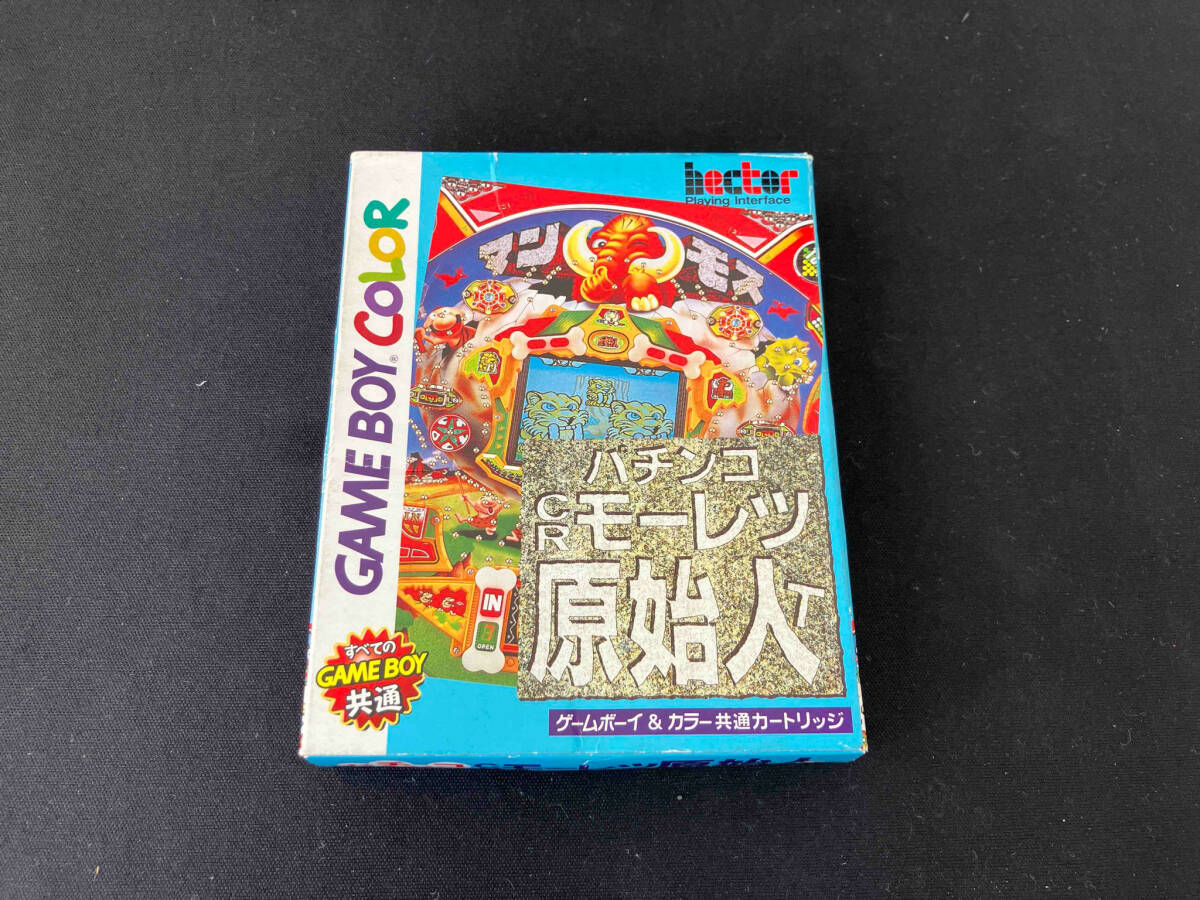 hector
Playing Interface
GAME BOY® COLOR
マンモス
IN
OPEN
パチンコ
CR
モーレツ
原始人T
すべての
GAME BOY
共通
ゲームボーイ & カラー共通カートリッジ